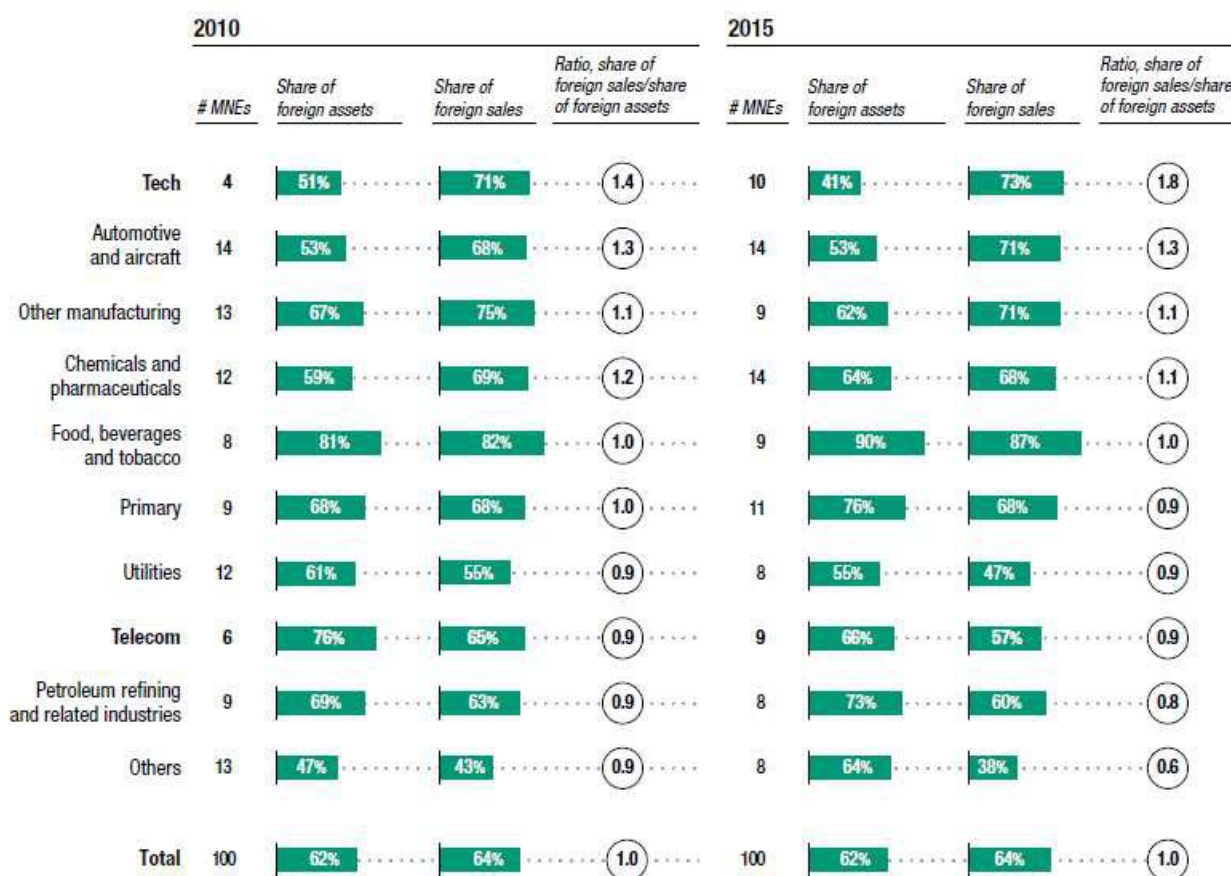 2010 2015
Ratio, share of Ratio, share of
Share of Share of foreign sales/share Share of Share of foreign sales/share
# MNEs foreign assets foreign sales of foreign assets # MNEs foreign assets foreign sales of foreign assets
Tech 4 51% 71% 1.4 10 41% 73% 1.8
Automotive
and aircraft 14 53% 68% 1.3 14 53% 71% 1.3
Other manufacturing 13 67% 75% 1.1 9 62% 71% 1.1
Chemicals and
pharmaceuticals 12 59% 69% 1.2 14 64% 68% 1.1
Food, beverages
and tobacco 8 81% 82% 1.0 9 90% 87% 1.0
Primary 9 68% 68% 1.0 11 76% 68% 0.9
Utilities 12 61% 55% 0.9 8 55% 47% 0.9
Telecom 6 76% 65% 0.9 9 66% 57% 0.9
Petroleum refining
and related industries 9 69% 63% 0.9 8 73% 60% 0.8
Others 13 47% 43% 0.9 8 64% 38% 0.6
Total 100 62% 64% 1.0 100 62% 64% 1.0